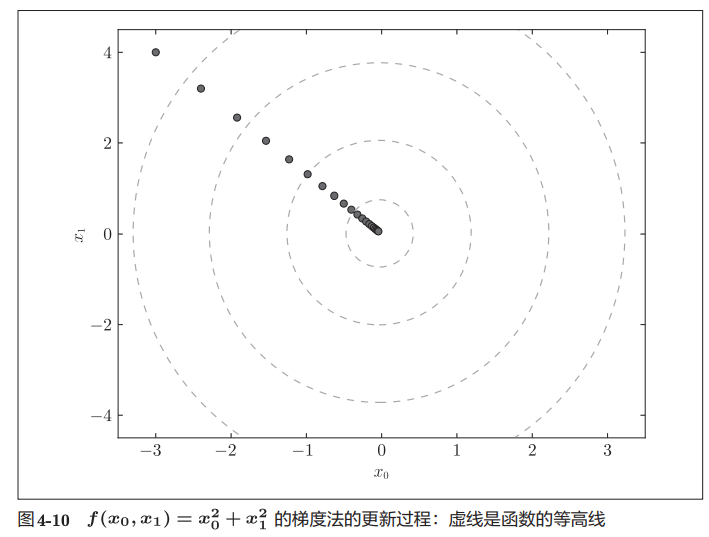 4
2
0
−2
−4
x₁
−3 −2 −1 0 1 2 3
x₀
图4-10 f(x₀, x₁) = x₀² + x₁² 的梯度法的更新过程：虚线是函数的等高线